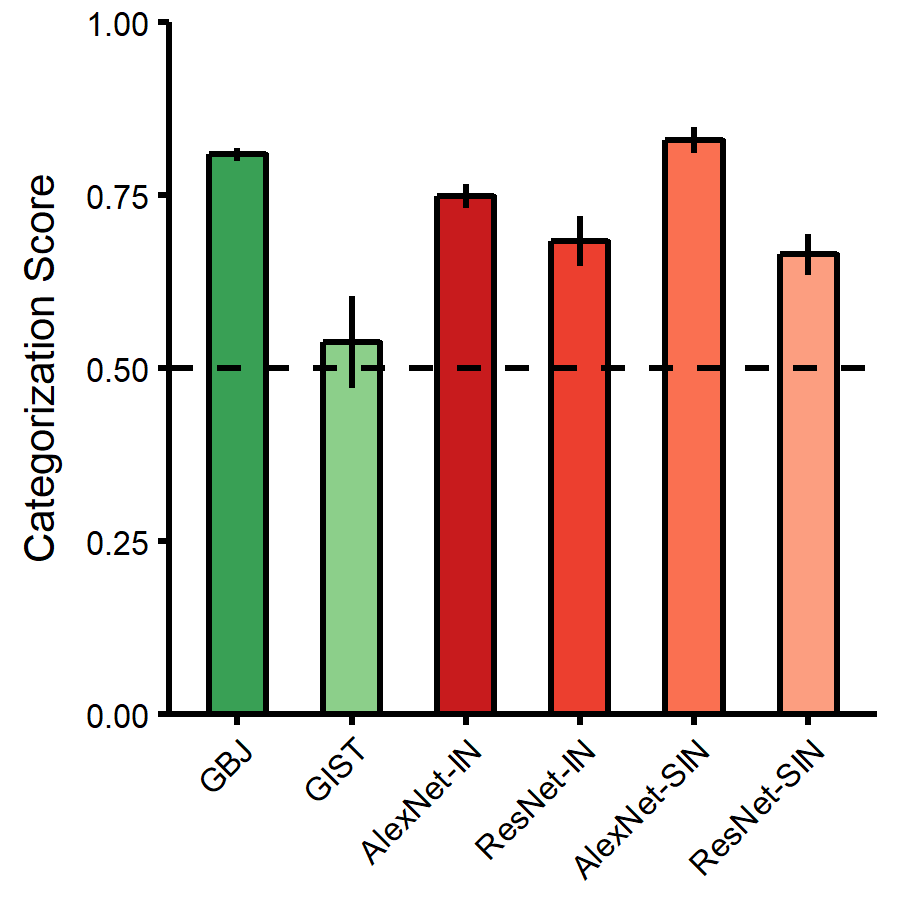 Categorization Score
1.00
0.75
0.50
0.25
0.00
GBJ
GIST
AlexNet-IN
ResNet-IN
AlexNet-SIN
ResNet-SIN